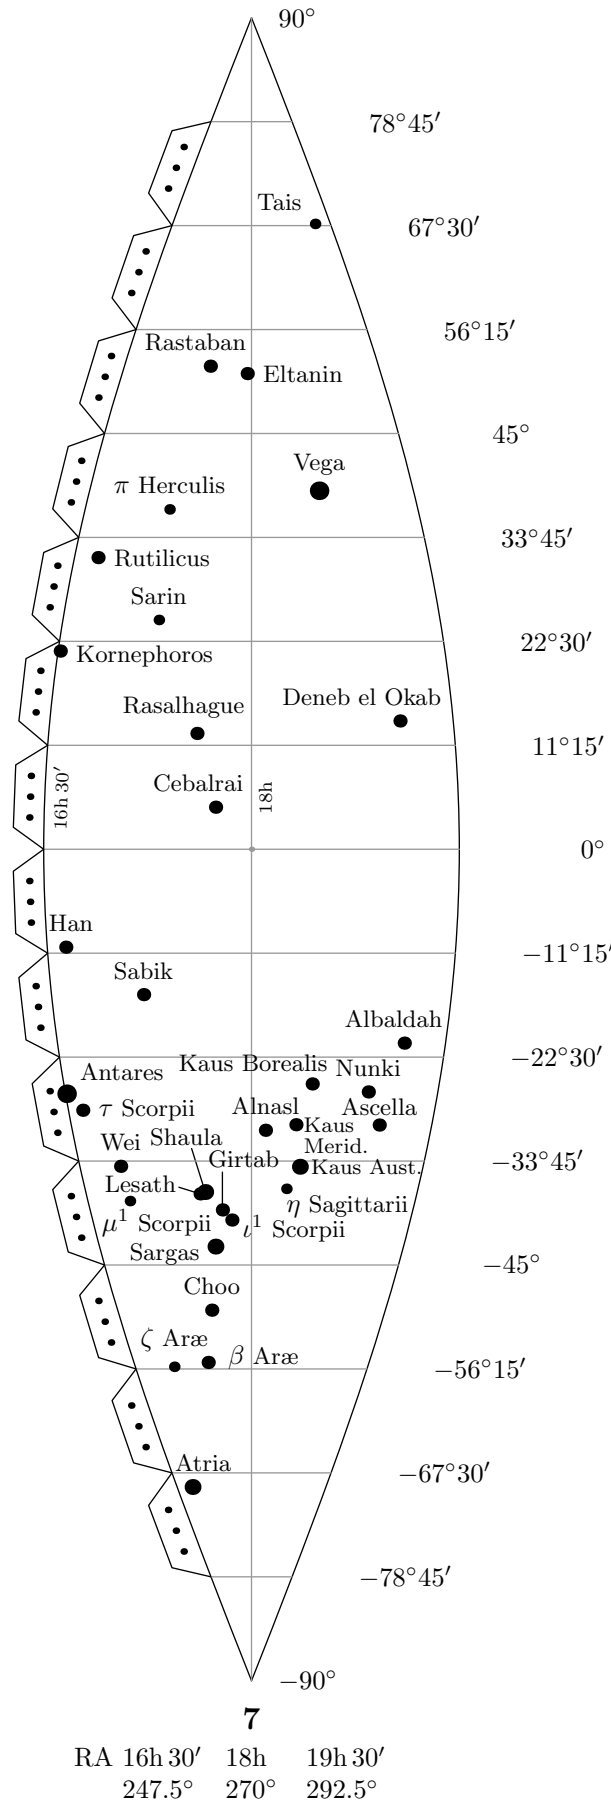 90°
78°45′
Tais
67°30′
56°15′
Rastaban
Eltanin
45°
Vega
π Herculis
33°45′
Rutilicus
Sarin
22°30′
Kornephoros
Deneb el Okab
Rasalhague
11°15′
Cebalrai
16h 30′
18h
0°
Han
−11°15′
Sabik
Albaldah
−22°30′
Kaus Borealis
Nunki
Antares
τ Scorpii
Alnasl
Ascella
Kaus
Merid.
Wei
Shaula
Girtab
−33°45′
Kaus Aust.
Lesath
η Sagittarii
μ¹ Scorpii
ι¹ Scorpii
Sargas
−45°
Choo
ζ Aræ
β Aræ
−56°15′
Atria
−67°30′
−78°45′
−90°
7
RA 16h 30′ 18h 19h 30′
247.5° 270° 292.5°